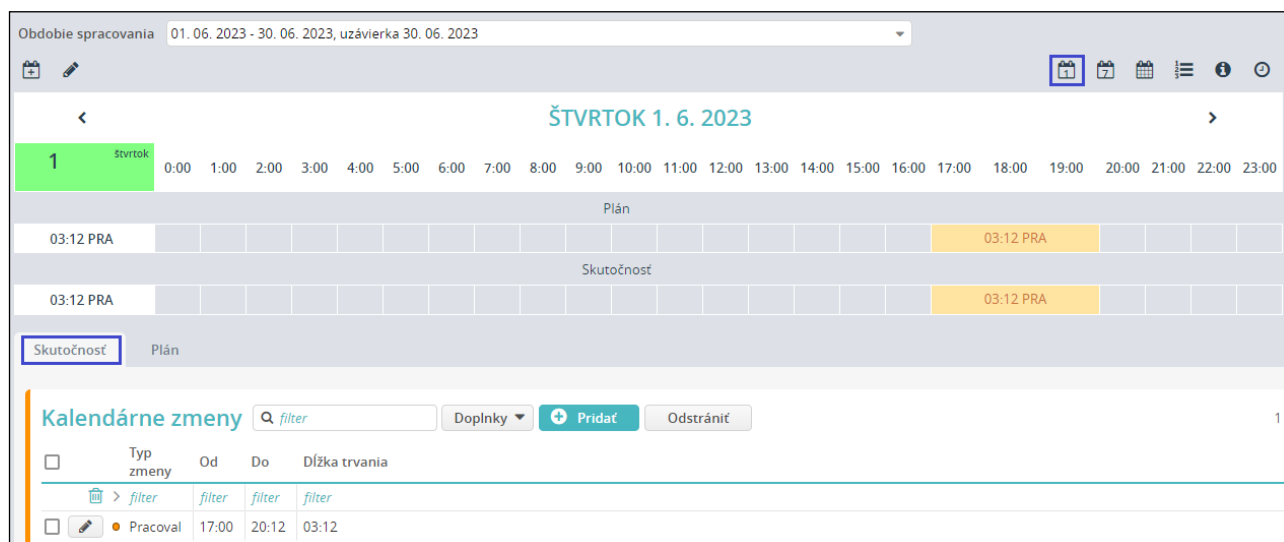 Obdobie spracovania 01. 06. 2023 - 30. 06. 2023, uzávierka 30. 06. 2023
1 7
ŠTVRTOK 1. 6. 2023
1 štvrtok 0:00 1:00 2:00 3:00 4:00 5:00 6:00 7:00 8:00 9:00 10:00 11:00 12:00 13:00 14:00 15:00 16:00 17:00 18:00 19:00 20:00 21:00 22:00 23:00
Plán
03:12 PRA 03:12 PRA
Skutočnosť
03:12 PRA 03:12 PRA
Skutočnosť Plán
Kalendárne zmeny filter Doplnky Pridať Odstrániť 1
Typ zmeny Od Do Dĺžka trvania
filter filter filter filter
Pracoval 17:00 20:12 03:12